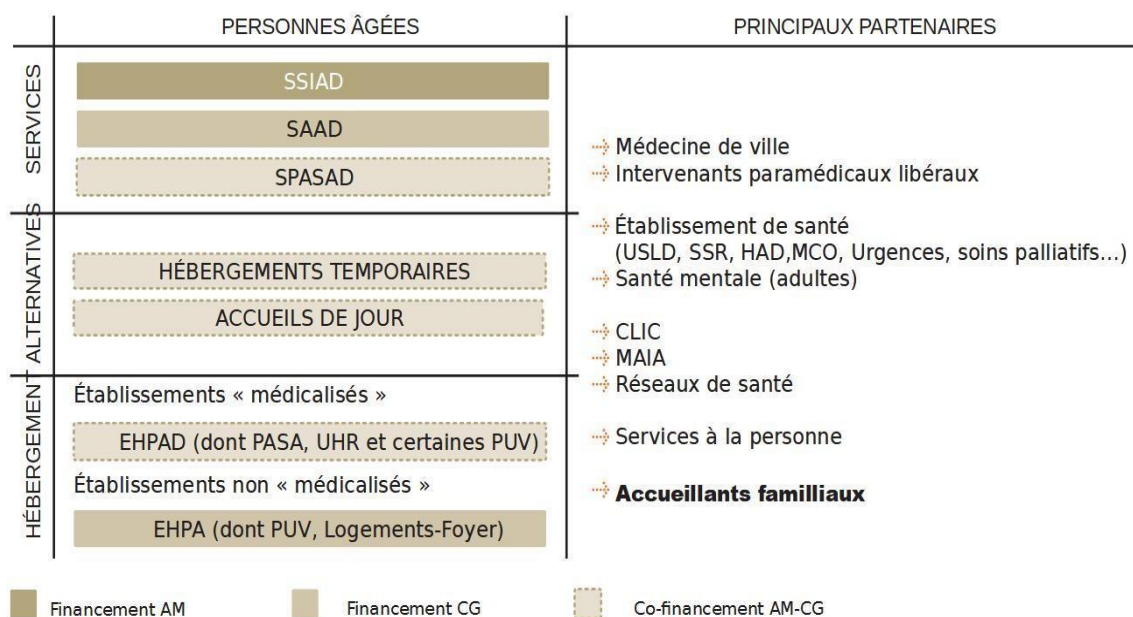 PERSONNES ÂGÉES
PRINCIPAUX PARTENAIRES
SERVICES
SSIAD
SAAD
SPASAD
ALTERNATIVES
HÉBERGEMENTS TEMPORAIRES
ACCUEILS DE JOUR
HÉBERGEMENT
Établissements « médicalisés »
EHPAD (dont PASA, UHR et certaines PUV)
Établissements non « médicalisés »
EHPA (dont PUV, Logements-Foyer)
Médecine de ville
Intervenants paramédicaux libéraux
Établissement de santé
(USLD, SSR, HAD,MCO, Urgences, soins palliatifs...)
Santé mentale (adultes)
CLIC
MAIA
Réseaux de santé
Services à la personne
Accueillants familliaux
Financement AM
Financement CG
Co-financement AM-CG